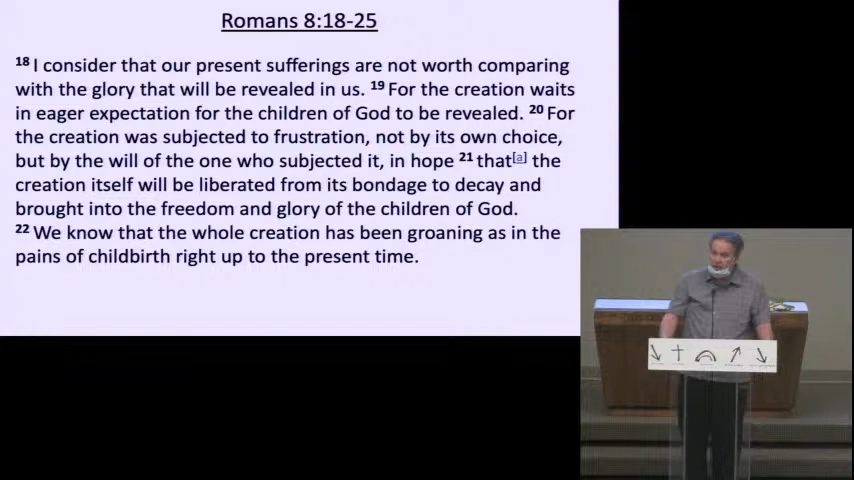 Romans 8:18-25
18 I consider that our present sufferings are not worth comparing
with the glory that will be revealed in us. 19 For the creation waits
in eager expectation for the children of God to be revealed. 20 For
the creation was subjected to frustration, not by its own choice,
but by the will of the one who subjected it, in hope 21 that[a] the
creation itself will be liberated from its bondage to decay and
brought into the freedom and glory of the children of God.
22 We know that the whole creation has been groaning as in the
pains of childbirth right up to the present time.